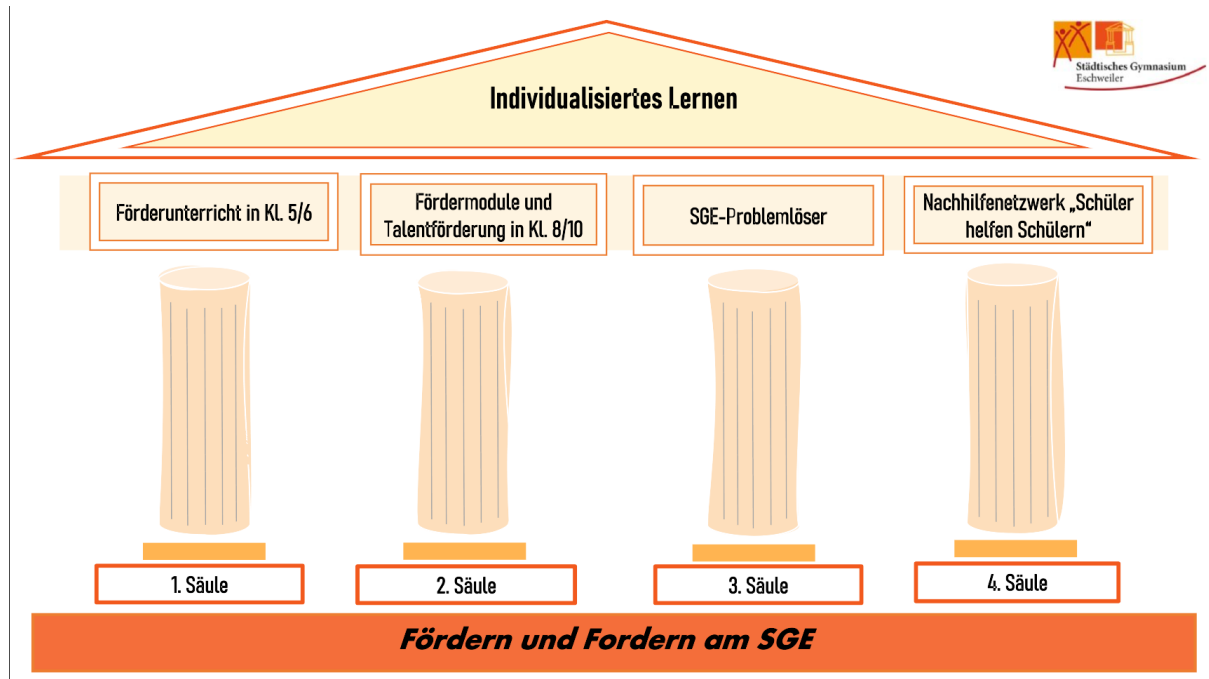 Städtisches Gymnasium
Eschweiler
Individualisiertes Lernen
Förderunterricht in Kl. 5/6
Fördermodule und
Talentförderung in Kl. 8/10
SGE-Problemlöser
Nachhilfenetzwerk „Schüler
helfen Schülern“
1. Säule
2. Säule
3. Säule
4. Säule
Fördern und Fordern am SGE